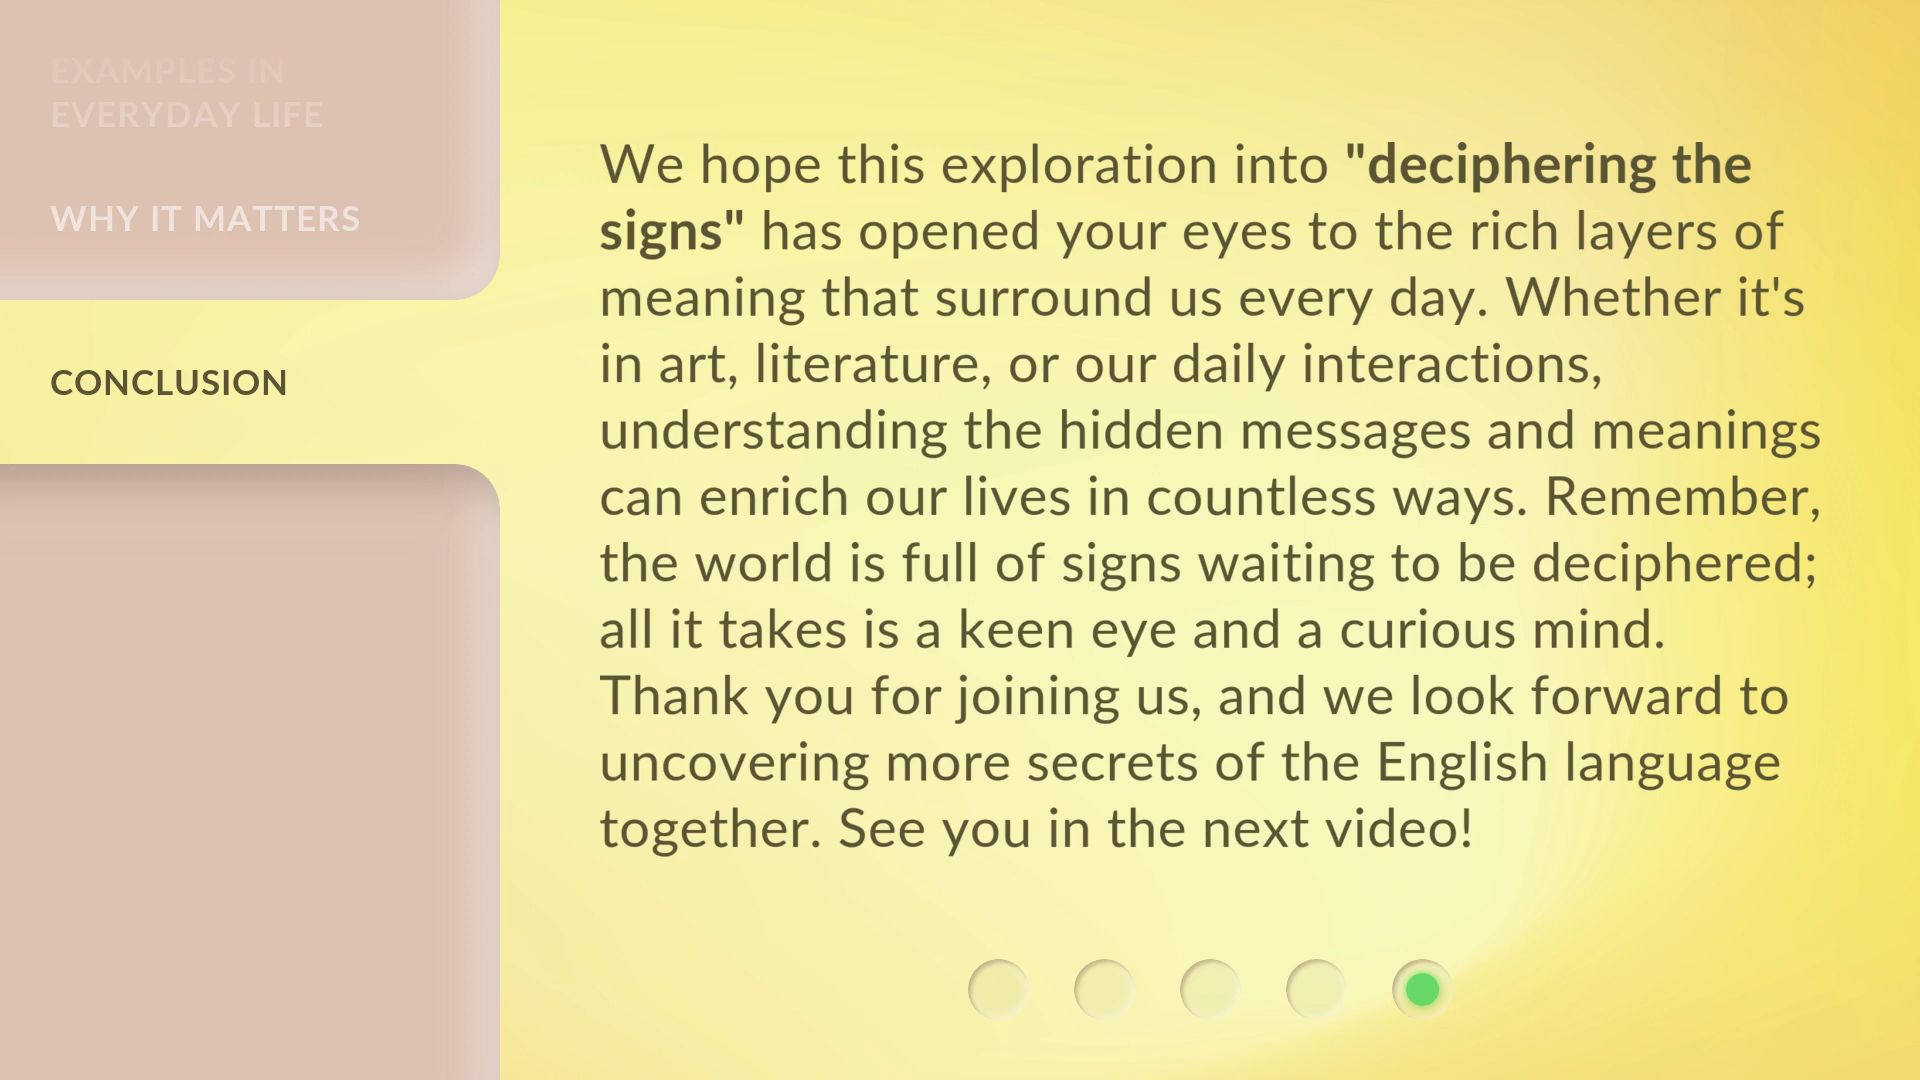 EXAMPLES IN
EVERYDAY LIFE
WHY IT MATTERS
CONCLUSION
We hope this exploration into "deciphering the
signs" has opened your eyes to the rich layers of
meaning that surround us every day. Whether it's
in art, literature, or our daily interactions,
understanding the hidden messages and meanings
can enrich our lives in countless ways. Remember,
the world is full of signs waiting to be deciphered;
all it takes is a keen eye and a curious mind.
Thank you for joining us, and we look forward to
uncovering more secrets of the English language
together. See you in the next video!